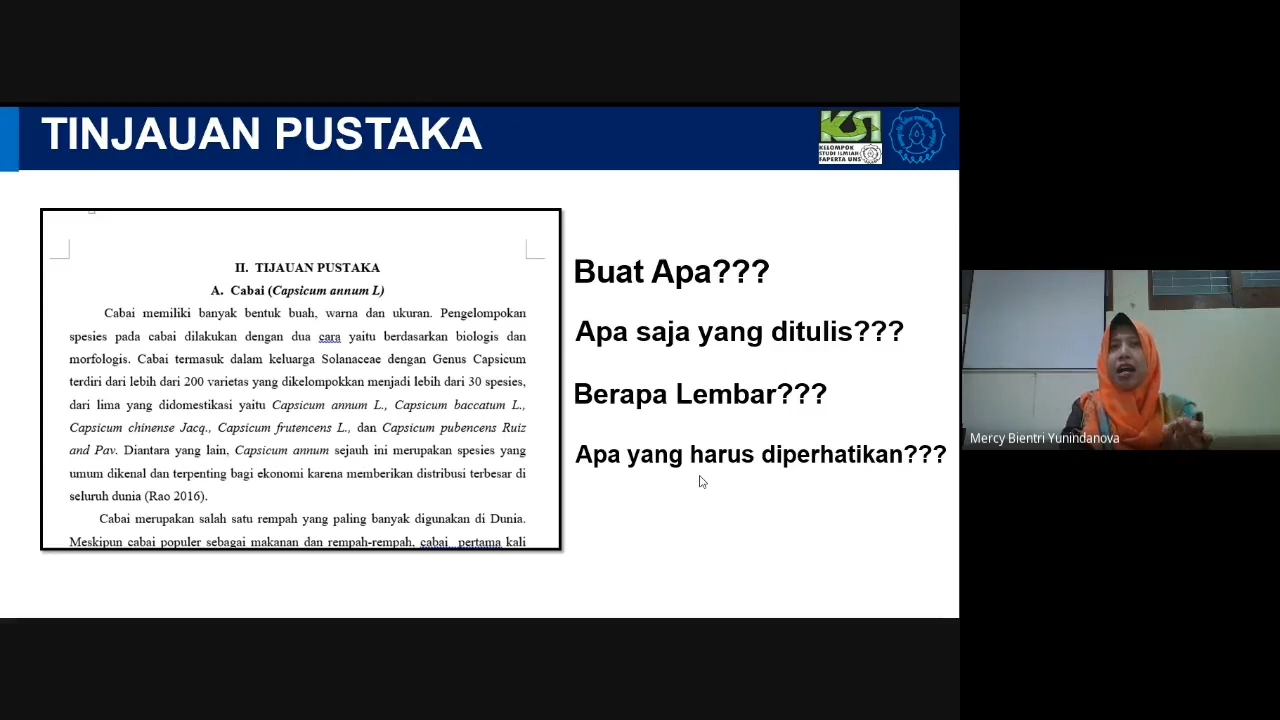 TINJAUAN PUSTAKA
KSI
KELOMPOK
STUDI ILMIAH
FAPERTA UNS
II. TIJAUAN PUSTAKA
A. Cabai (Capsicum annum L)
Cabai memiliki banyak bentuk buah, warna dan ukuran. Pengelompokan
spesies pada cabai dilakukan dengan dua cara yaitu berdasarkan biologis dan
morfologis. Cabai termasuk dalam keluarga Solanaceae dengan Genus Capsicum
terdiri dari lebih dari 200 varietas yang dikelompokkan menjadi lebih dari 30 spesies,
dari lima yang didomestikasi yaitu Capsicum annum L., Capsicum baccatum L.,
Capsicum chinense Jacq., Capsicum frutencens L., dan Capsicum pubencens Ruiz
and Pav. Diantara yang lain, Capsicum annum sejauh ini merupakan spesies yang
umum dikenal dan terpenting bagi ekonomi karena memberikan distribusi terbesar di
seluruh dunia (Rao 2016).
Cabai merupakan salah satu rempah yang paling banyak digunakan di Dunia.
Meskipun cabai populer sebagai makanan dan rempah-rempah, cabai pertama kali
Buat Apa???
Apa saja yang ditulis???
Berapa Lembar???
Apa yang harus diperhatikan???
Mercy Bientri Yunindanova